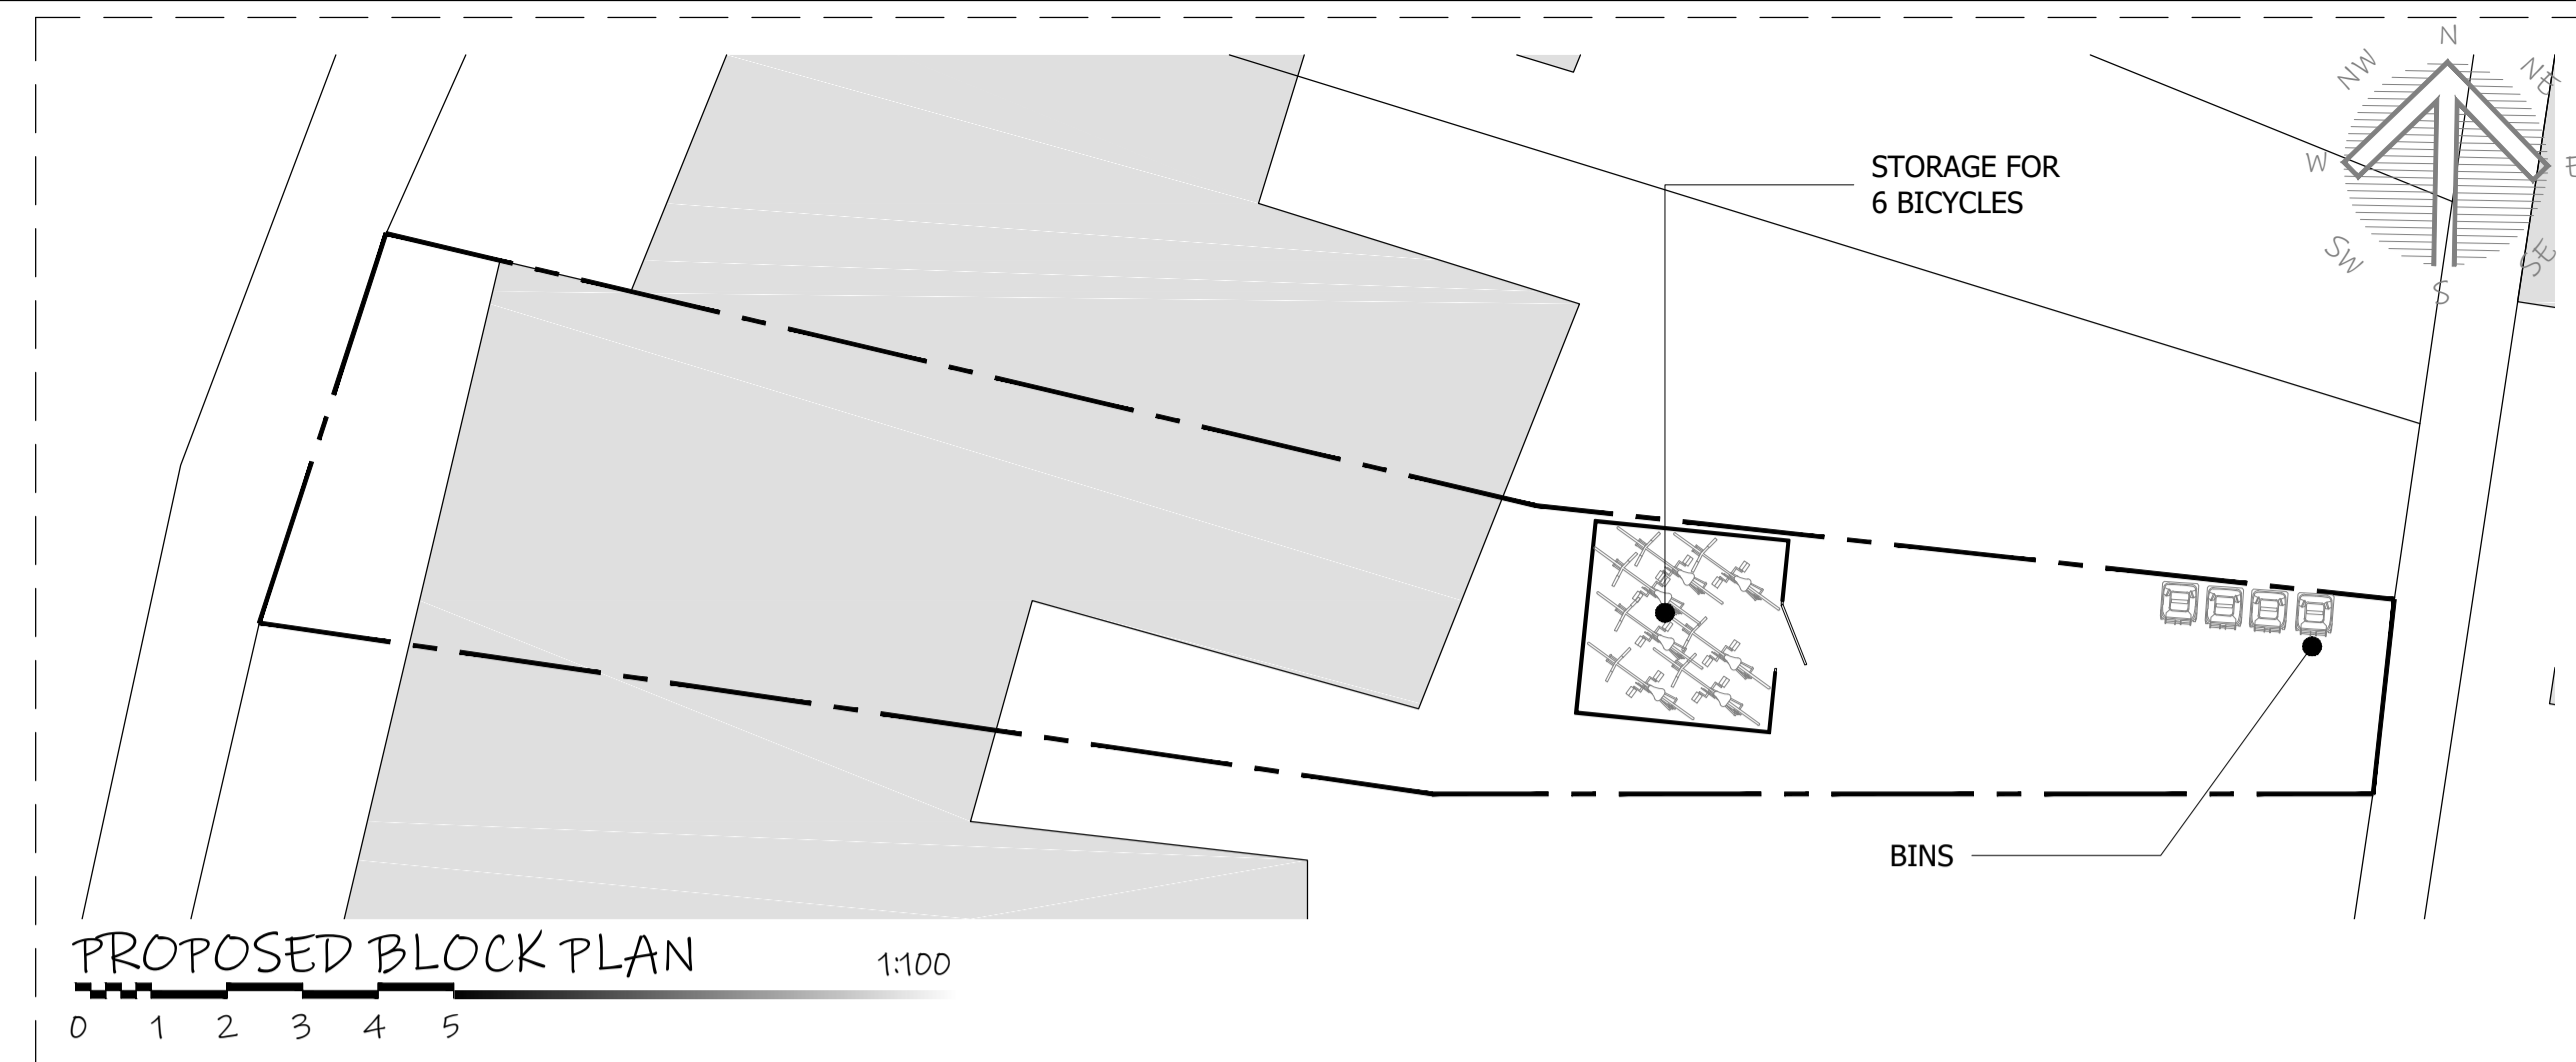 N
NW
NE
STORAGE FOR
W
E
6 BICYCLES
SW
SE
S
BINS
PROPOSED BLOCK PLAN
1:100
0 1 2 3 4 5